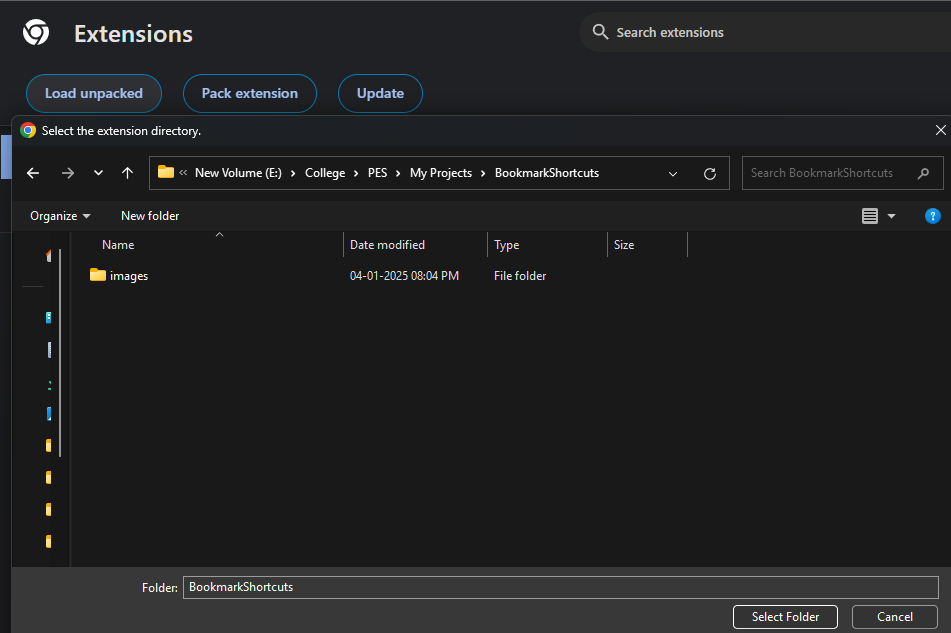 Extensions
Search extensions
Load unpacked
Pack extension
Update
Select the extension directory.
« New Volume (E:) › College › PES › My Projects › BookmarkShortcuts
Search BookmarkShortcuts
Organize
New folder
?
Name
Date modified
Type
Size
images
04-01-2025 08:04 PM
File folder
Folder:
BookmarkShortcuts
Select Folder
Cancel